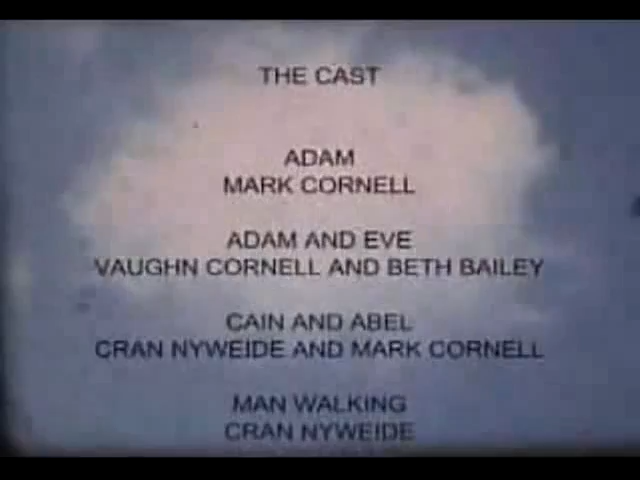 THE CAST
ADAM
MARK CORNELL
ADAM AND EVE
VAUGHN CORNELL AND BETH BAILEY
CAIN AND ABEL
CRAN NYWEIDE AND MARK CORNELL
MAN WALKING
CRAN NYWEIDE